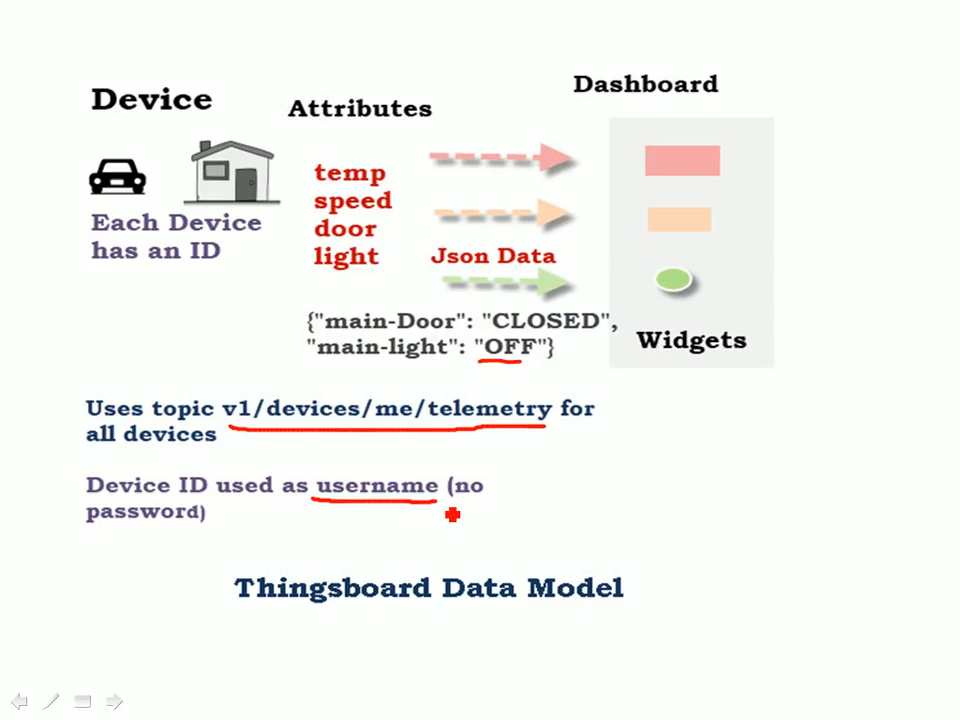 Device
Each Device
has an ID
Attributes
temp
speed
door
light
Json Data
{"main-Door": "CLOSED",
"main-light": "OFF"}
Dashboard
Widgets
Uses topic v1/devices/me/telemetry for
all devices
Device ID used as username (no
password)
Thingsboard Data Model